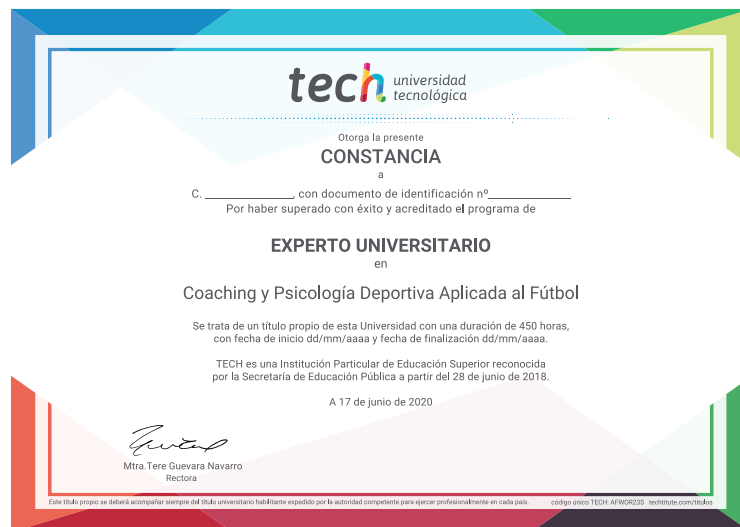 tech universidad
tecnológica
Otorga la presente
CONSTANCIA
a
C. ______________, con documento de identificación nº______________
Por haber superado con éxito y acreditado el programa de
EXPERTO UNIVERSITARIO
en
Coaching y Psicología Deportiva Aplicada al Fútbol
Se trata de un título propio de esta Universidad con una duración de 450 horas,
con fecha de inicio dd/mm/aaaa y fecha de finalización dd/mm/aaaa.
TECH es una Institución Particular de Educación Superior reconocida
por la Secretaría de Educación Pública a partir del 28 de junio de 2018.
A 17 de junio de 2020
Mtra.Tere Guevara Navarro
Rectora
Este título propio se deberá acompañar siempre del título universitario habilitante expedido por la autoridad competente para ejercer profesionalmente en cada país. código único TECH: AFWOR23S techtitute.com/titulos